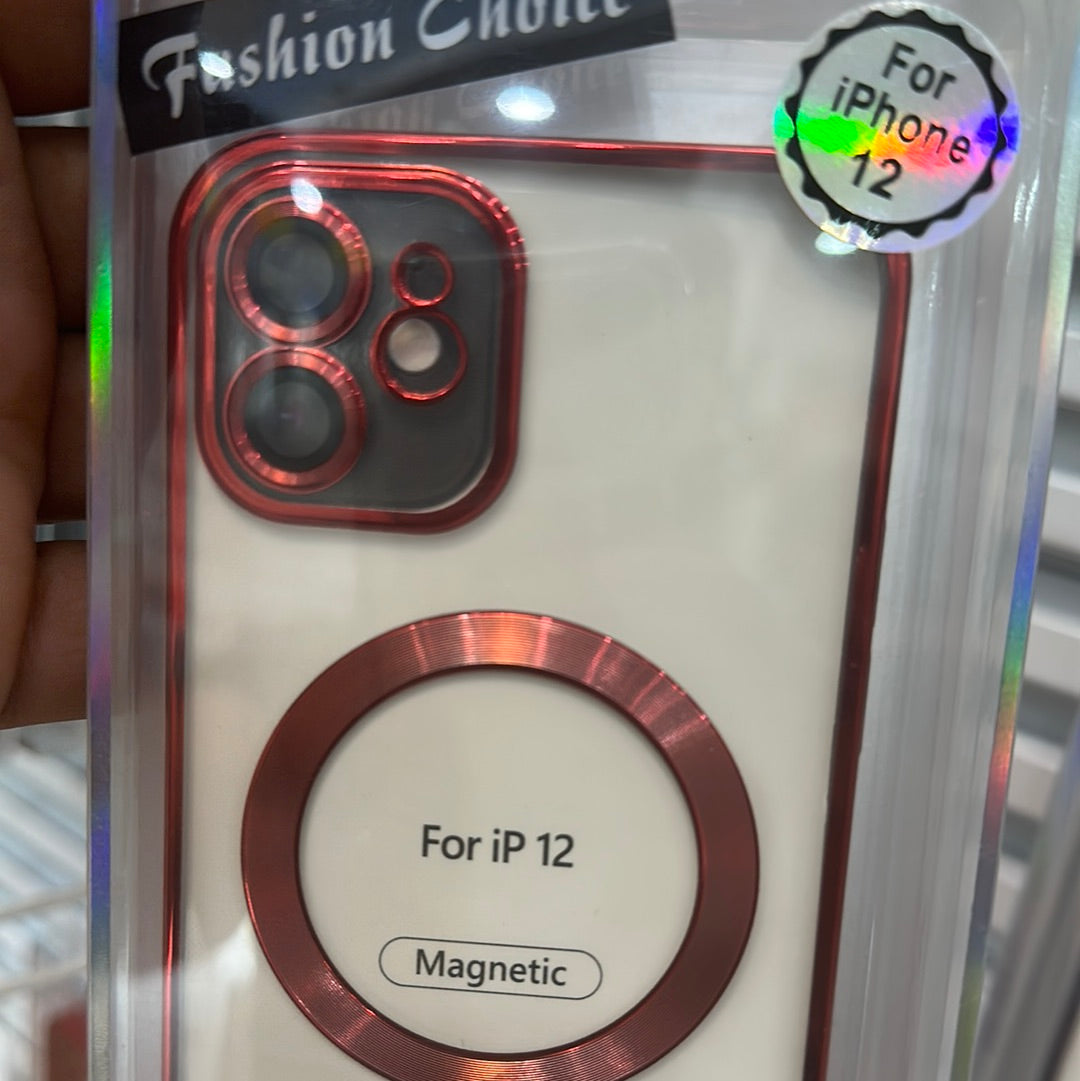 Fashion Choice
For
iPhone
12
For iP 12
Magnetic